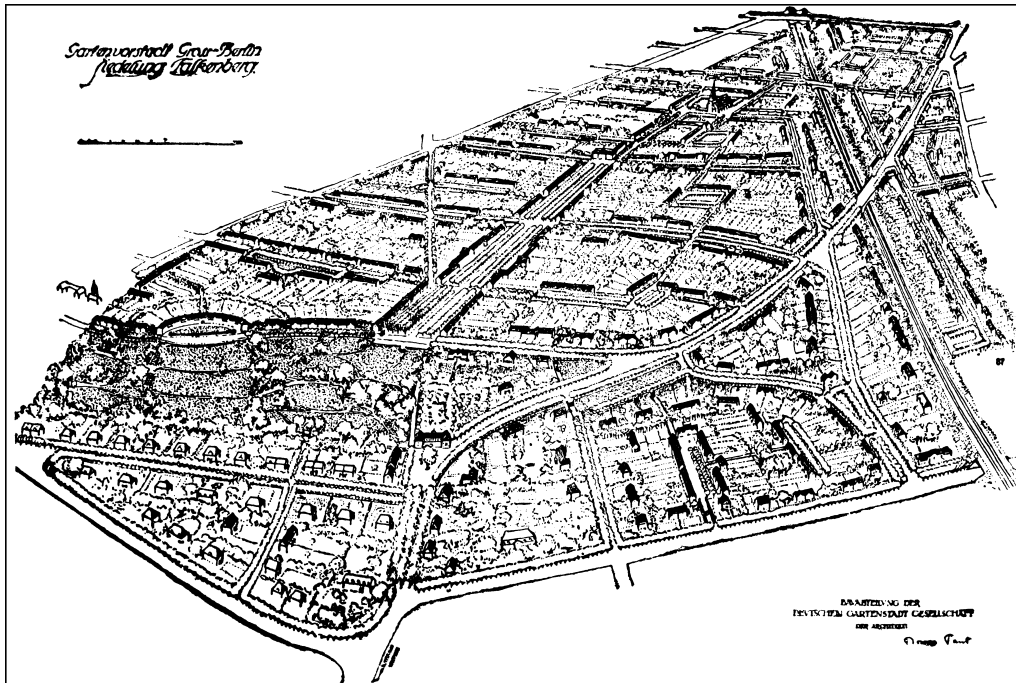 Gartenvorstadt Gross-Berlin
Siedelung Falkenberg.
87
BAUABTEILUNG DER
DEUTSCHEN GARTENSTADT GESELLSCHAFT
DER ARCHITEKT
Bruno Taut